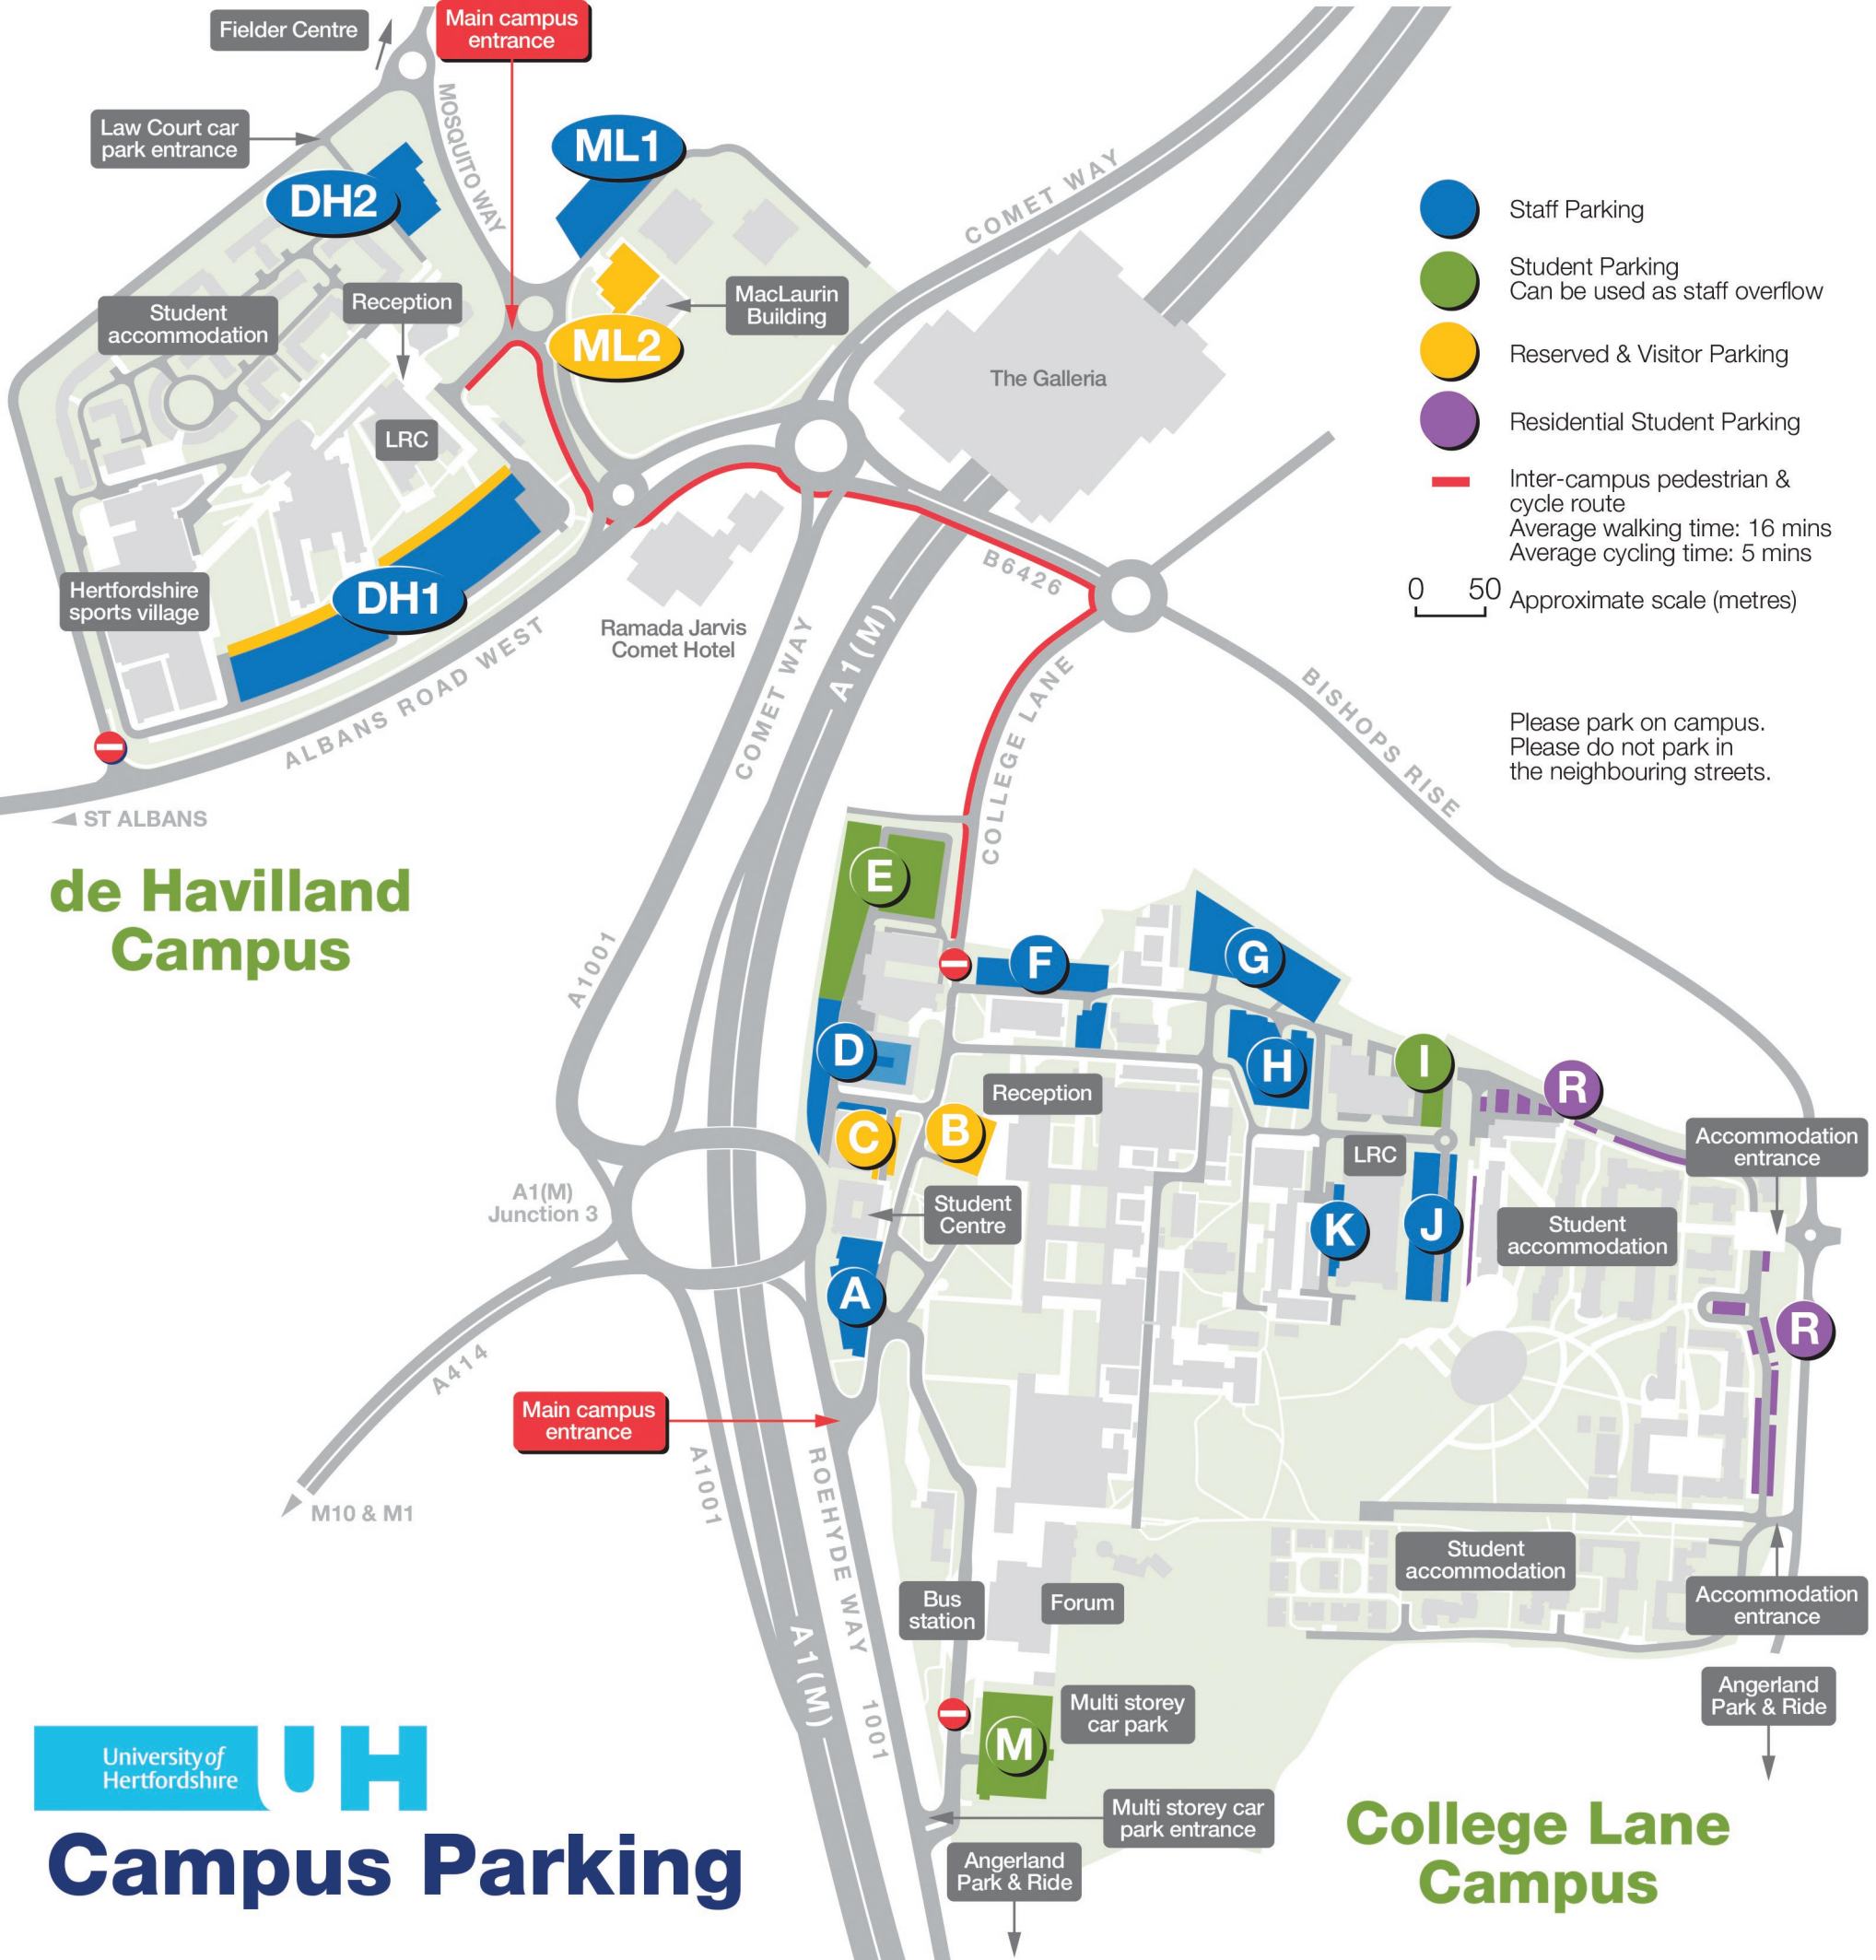 Fielder Centre
Main campus
entrance
Law Court car
park entrance
MOSQUITO WAY
ML1
DH2
COMET WAY
Staff Parking
Student Parking
Can be used as staff overflow
Reserved & Visitor Parking
Residential Student Parking
Inter-campus pedestrian &
cycle route
Average walking time: 16 mins
Average cycling time: 5 mins
0 50 Approximate scale (metres)
Please park on campus.
Please do not park in
the neighbouring streets.
Student
accommodation
Reception
MacLaurin
Building
ML2
The Galleria
LRC
Hertfordshire
sports village
DH1
B6426
Ramada Jarvis
Comet Hotel
ALBANS ROAD WEST
COMET WAY
A1(M)
COLLEGE LANE
BISHOPS RISE
ST ALBANS
de Havilland
Campus
E
A1001
F
G
D
H
I
R
Reception
C
B
LRC
Accommodation
entrance
A1(M)
Junction 3
Student
Centre
K
J
Student
accommodation
A
R
A414
Main campus
entrance
A1001
ROEHYDE WAY
M10 & M1
Student
accommodation
Bus
station
Forum
Accommodation
entrance
A1(M)
1001
Angerland
Park & Ride
Multi storey
car park
M
University of
Hertfordshire
UH
Campus Parking
Multi storey car
park entrance
Angerland
Park & Ride
College Lane
Campus